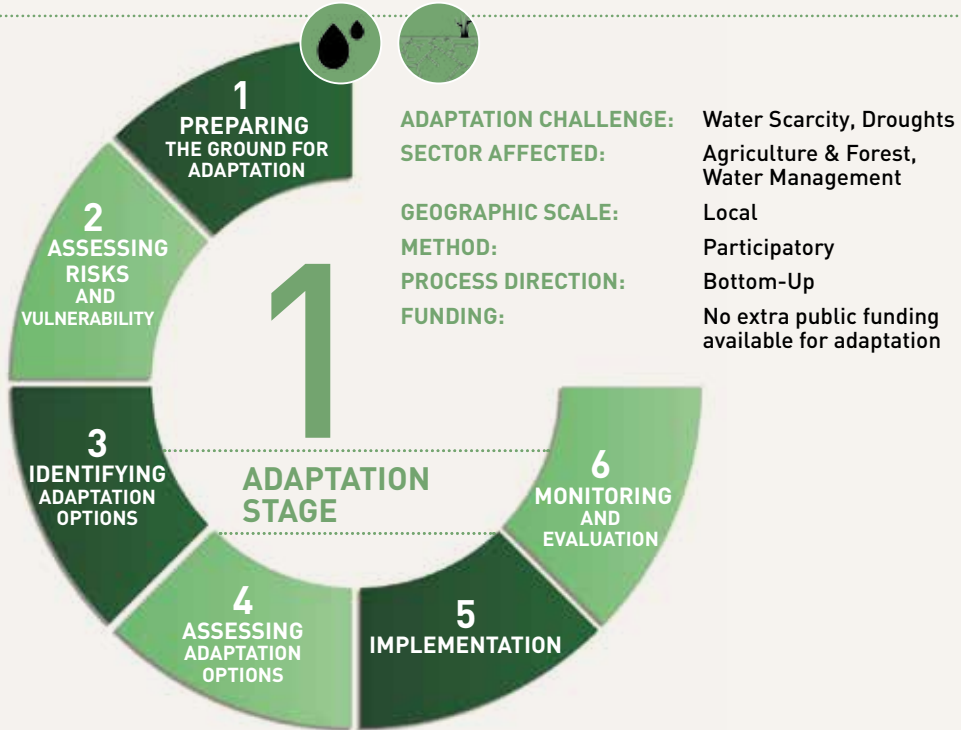 1
PREPARING
THE GROUND FOR
ADAPTATION
2
ASSESSING
RISKS
AND
VULNERABILITY
3
IDENTIFYING
ADAPTATION
OPTIONS
4
ASSESSING
ADAPTATION
OPTIONS
5
IMPLEMENTATION
6
MONITORING
AND
EVALUATION
1
ADAPTATION
STAGE
ADAPTATION CHALLENGE: Water Scarcity, Droughts
SECTOR AFFECTED: Agriculture & Forest,
Water Management
GEOGRAPHIC SCALE: Local
METHOD: Participatory
PROCESS DIRECTION: Bottom-Up
FUNDING: No extra public funding
available for adaptation